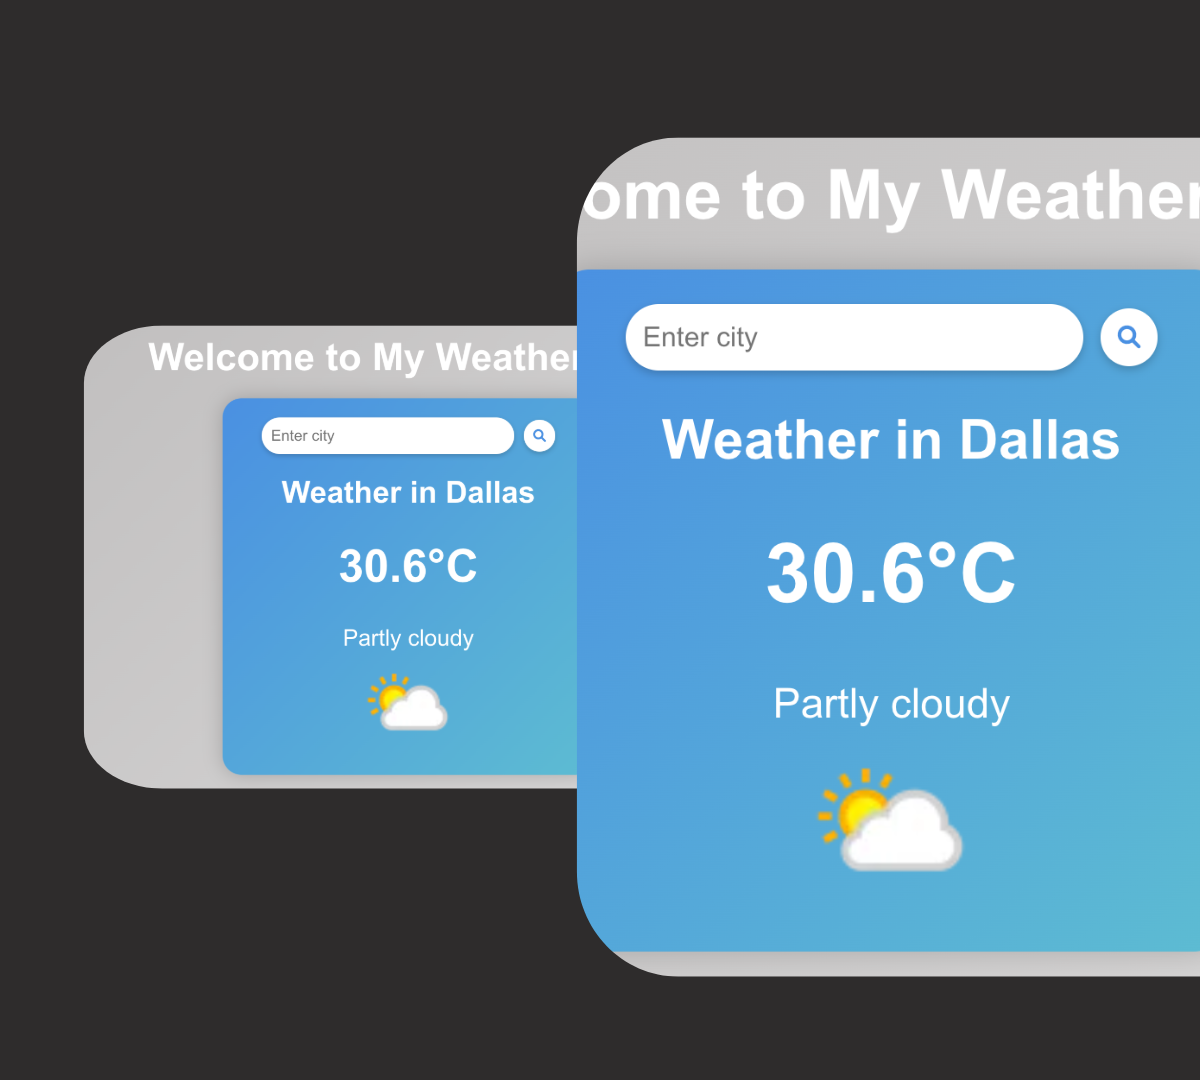 Welcome to My Weather
Enter city
Weather in Dallas
30.6°C
Partly cloudy
ome to My Weather
Enter city
Weather in Dallas
30.6°C
Partly cloudy